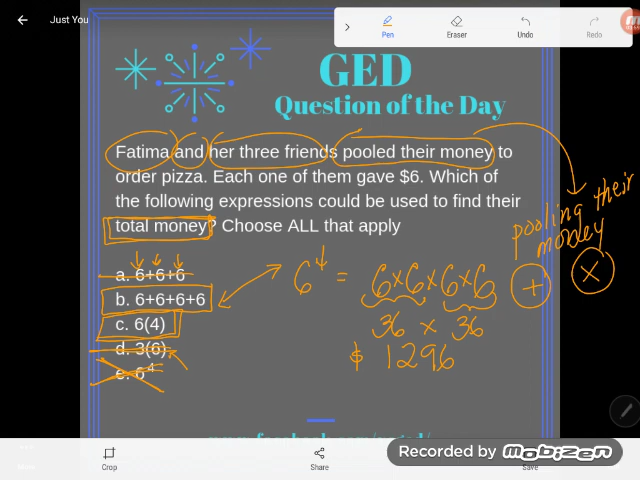 Just You
Pen
Eraser
Undo
Redo
GED
Question of the Day
Fatima and her three friends pooled their money to
order pizza. Each one of them gave $6. Which of
the following expressions could be used to find their
total money? Choose ALL that apply
pooling their
money
+ ×
a. 6+6+6
b. 6+6+6+6
c. 6(4)
d. 3(6)
e. 6⁴
6 = 6×6×6×6
36 × 36
$ 1296
Crop
Share
Save
Recorded by Mobizen